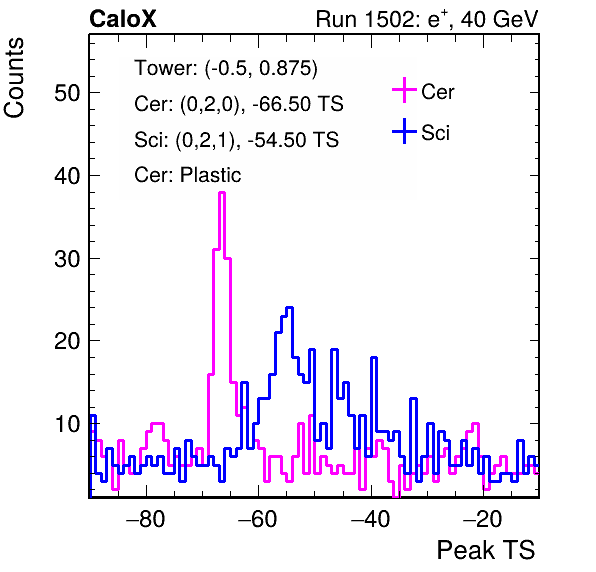 CaloX Run 1502: e+, 40 GeV
Counts
Tower: (-0.5, 0.875)
Cer: (0,2,0), -66.50 TS
Sci: (0,2,1), -54.50 TS
Cer: Plastic
Cer
Sci
50
40
30
20
10
−80 −60 −40 −20
Peak TS